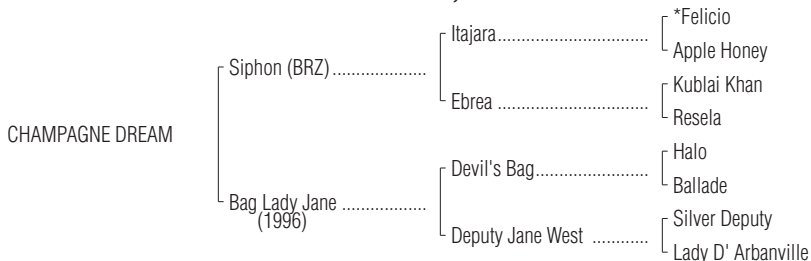 *Felicio
Itajara
Apple Honey
Siphon (BRZ)
Kublai Khan
Ebrea
Resela
CHAMPAGNE DREAM
Halo
Devil's Bag
Ballade
Bag Lady Jane
(1996)
Silver Deputy
Deputy Jane West
Lady D' Arbanville